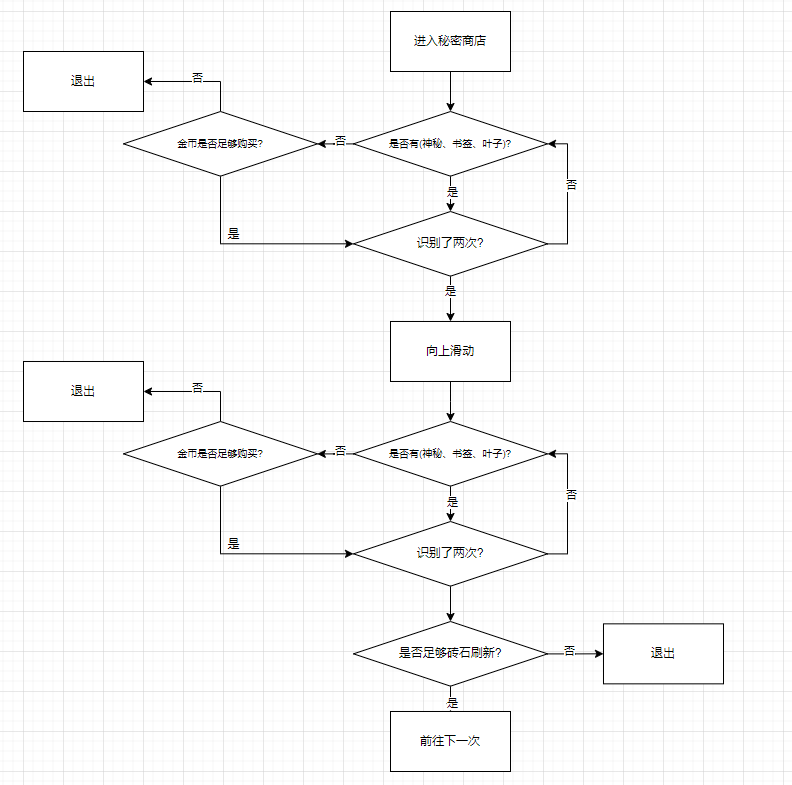 进入秘密商店
退出
否
金币是否足够购买?
否
是否有(神秘、书签、叶子)?
否
是
是
识别了两次?
是
向上滑动
退出
否
金币是否足够购买?
否
是否有(神秘、书签、叶子)?
否
是
是
识别了两次?
是否足够砖石刷新?
否
退出
是
前往下一次